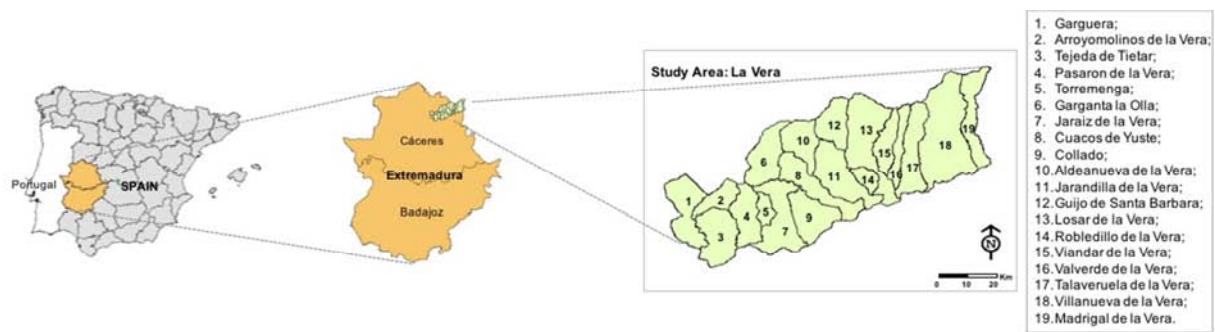 Portugal
SPAIN
Cáceres
Extremadura
Badajoz
Study Area: La Vera
1
2
3
4
5
6
7
8
9
10
11
12
13
14
15
16
17
18
19
N
0 10 20 Km
1. Garguera;
2. Arroyomolinos de la Vera;
3. Tejeda de Tietar;
4. Pasaron de la Vera;
5. Torremenga;
6. Garganta la Olla;
7. Jaraiz de la Vera;
8. Cuacos de Yuste;
9. Collado;
10. Aldeanueva de la Vera;
11. Jarandilla de la Vera;
12. Guijo de Santa Barbara;
13. Losar de la Vera;
14. Robledillo de la Vera;
15. Viandar de la Vera;
16. Valverde de la Vera;
17. Talaveruela de la Vera;
18. Villanueva de la Vera;
19. Madrigal de la Vera.